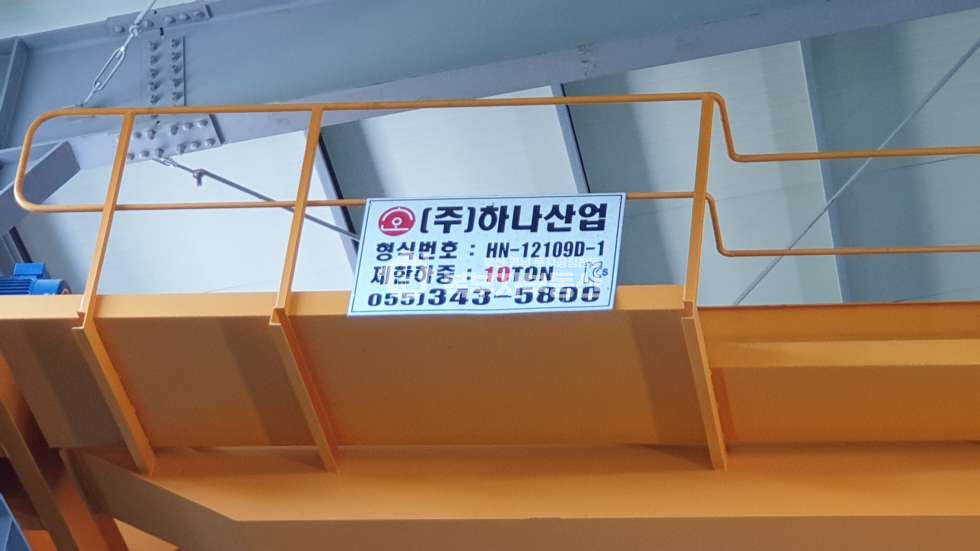 (주)하나산업
형식번호 : HN-12109D-1
제한하중 : 10TON
055)343-5800